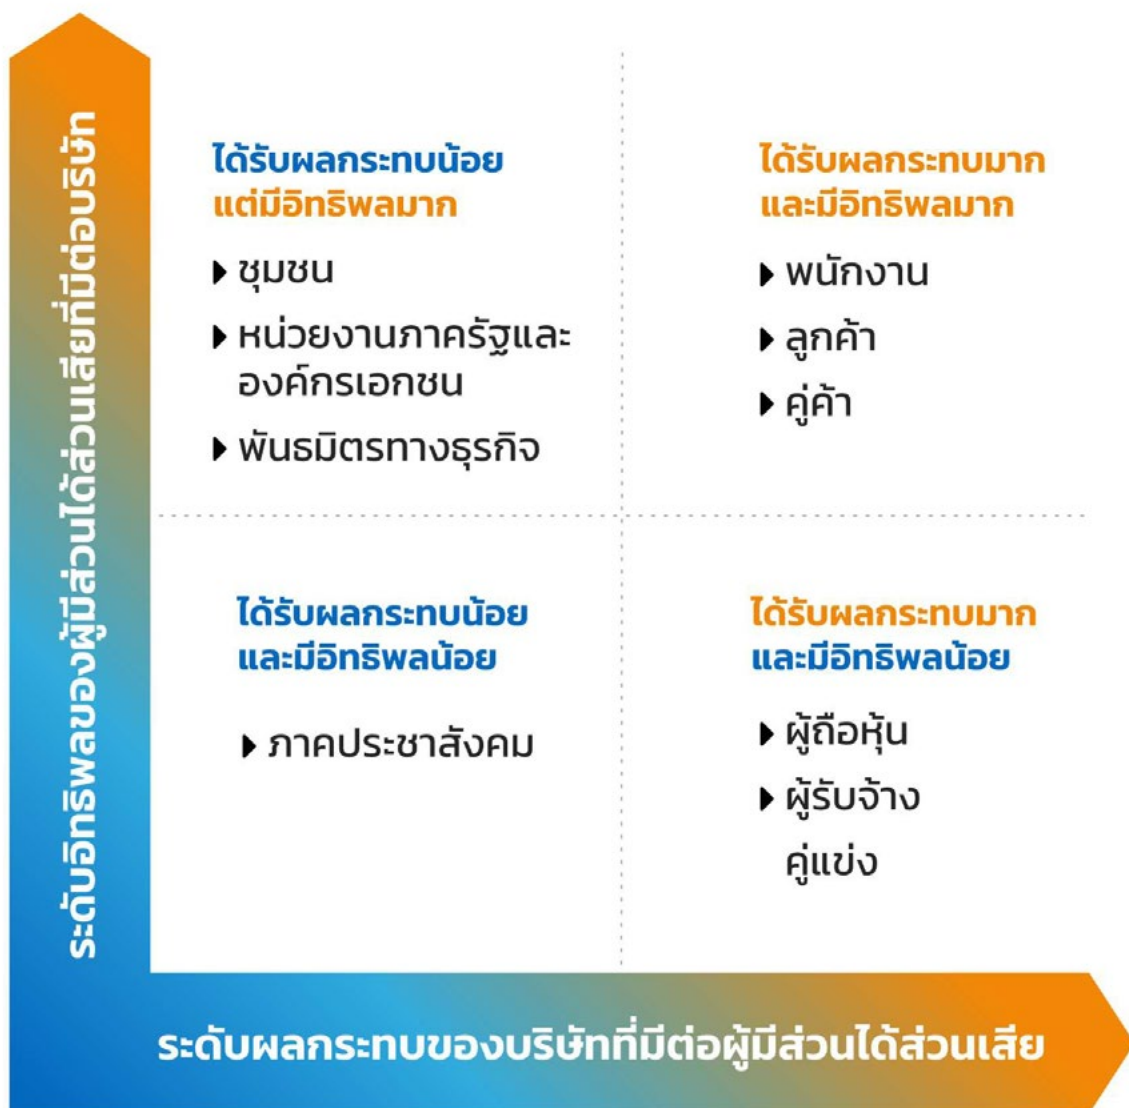 ระดับอิทธิพลของผู้มีส่วนได้ส่วนเสียที่มีต่อบริษัท
ได้รับผลกระทบน้อย
แต่มีอิทธิพลมาก
ชุมชน
หน่วยงานภาครัฐและ
องค์กรเอกชน
พันธมิตรทางธุรกิจ
ได้รับผลกระทบมาก
และมีอิทธิพลมาก
พนักงาน
ลูกค้า
คู่ค้า
ได้รับผลกระทบน้อย
และมีอิทธิพลน้อย
ภาคประชาสังคม
ได้รับผลกระทบมาก
และมีอิทธิพลน้อย
ผู้ถือหุ้น
ผู้รับจ้าง
คู่แข่ง
ระดับผลกระทบของบริษัทที่มีต่อผู้มีส่วนได้ส่วนเสีย